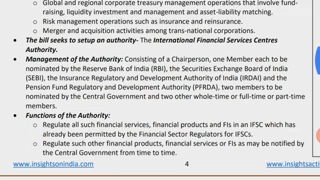 o Global and regional corporate treasury management operations that involve fund-
raising, liquidity investment and management and asset-liability matching.
o Risk management operations such as insurance and reinsurance.
o Merger and acquisition activities among trans-national corporations.
• The bill seeks to setup an authority- The International Financial Services Centres
Authority.
• Management of the Authority: Consisting of a Chairperson, one Member each to be
nominated by the Reserve Bank of India (RBI), the Securities Exchange Board of India
(SEBI), the Insurance Regulatory and Development Authority of India (IRDAI) and the
Pension Fund Regulatory and Development Authority (PFRDA), two members to be
nominated by the Central Government and two other whole-time or full-time or part-time
members.
• Functions of the Authority:
o Regulate all such financial services, financial products and FIs in an IFSC which has
already been permitted by the Financial Sector Regulators for IFSCs.
o Regulate such other financial products, financial services or FIs as may be notified by
the Central Government from time to time.
www.insightsonindia.com 4 www.insightsacti